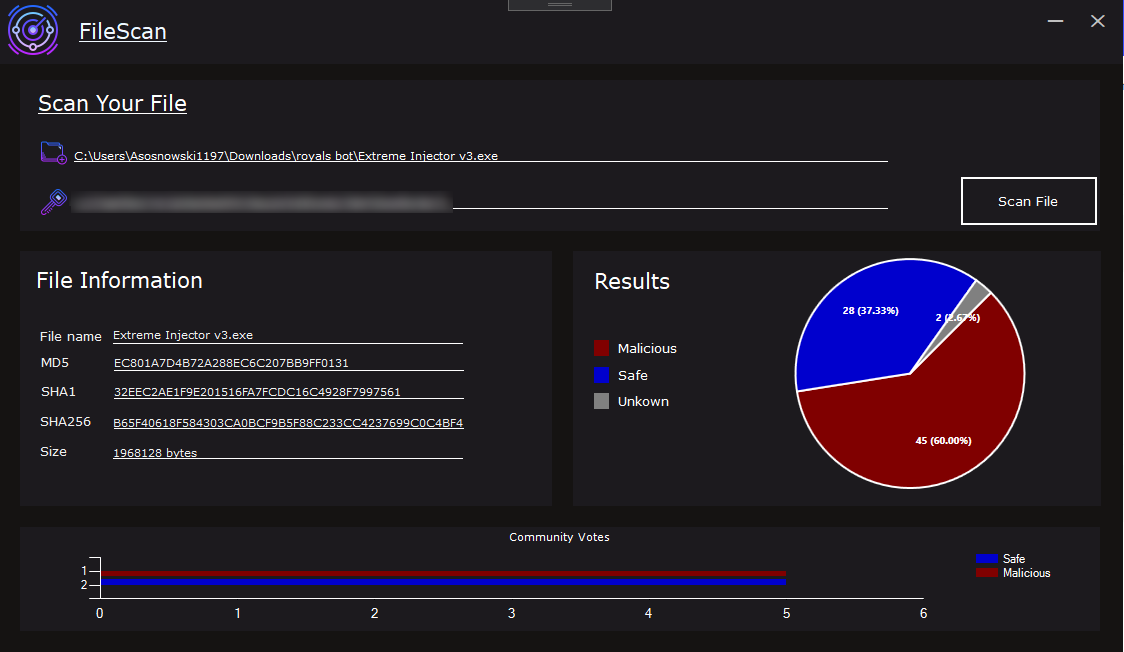 FileScan
Scan Your File
C:\Users\Asosnowski1197\Downloads\royals bot\Extreme Injector v3.exe
Scan File
File Information
File name Extreme Injector v3.exe
MD5 EC801A7D4B72A288EC6C207BB9FF0131
SHA1 32EEC2AE1F9E201516FA7FCDC16C4928F7997561
SHA256 B65F40618F584303CA0BCF9B5F88C233CC4237699C0C4BF4
Size 1968128 bytes
Results
Malicious
Safe
Unkown
28 (37.33%)
2 (2.67%)
45 (60.00%)
Community Votes
1
2
0 1 2 3 4 5 6
Safe
Malicious